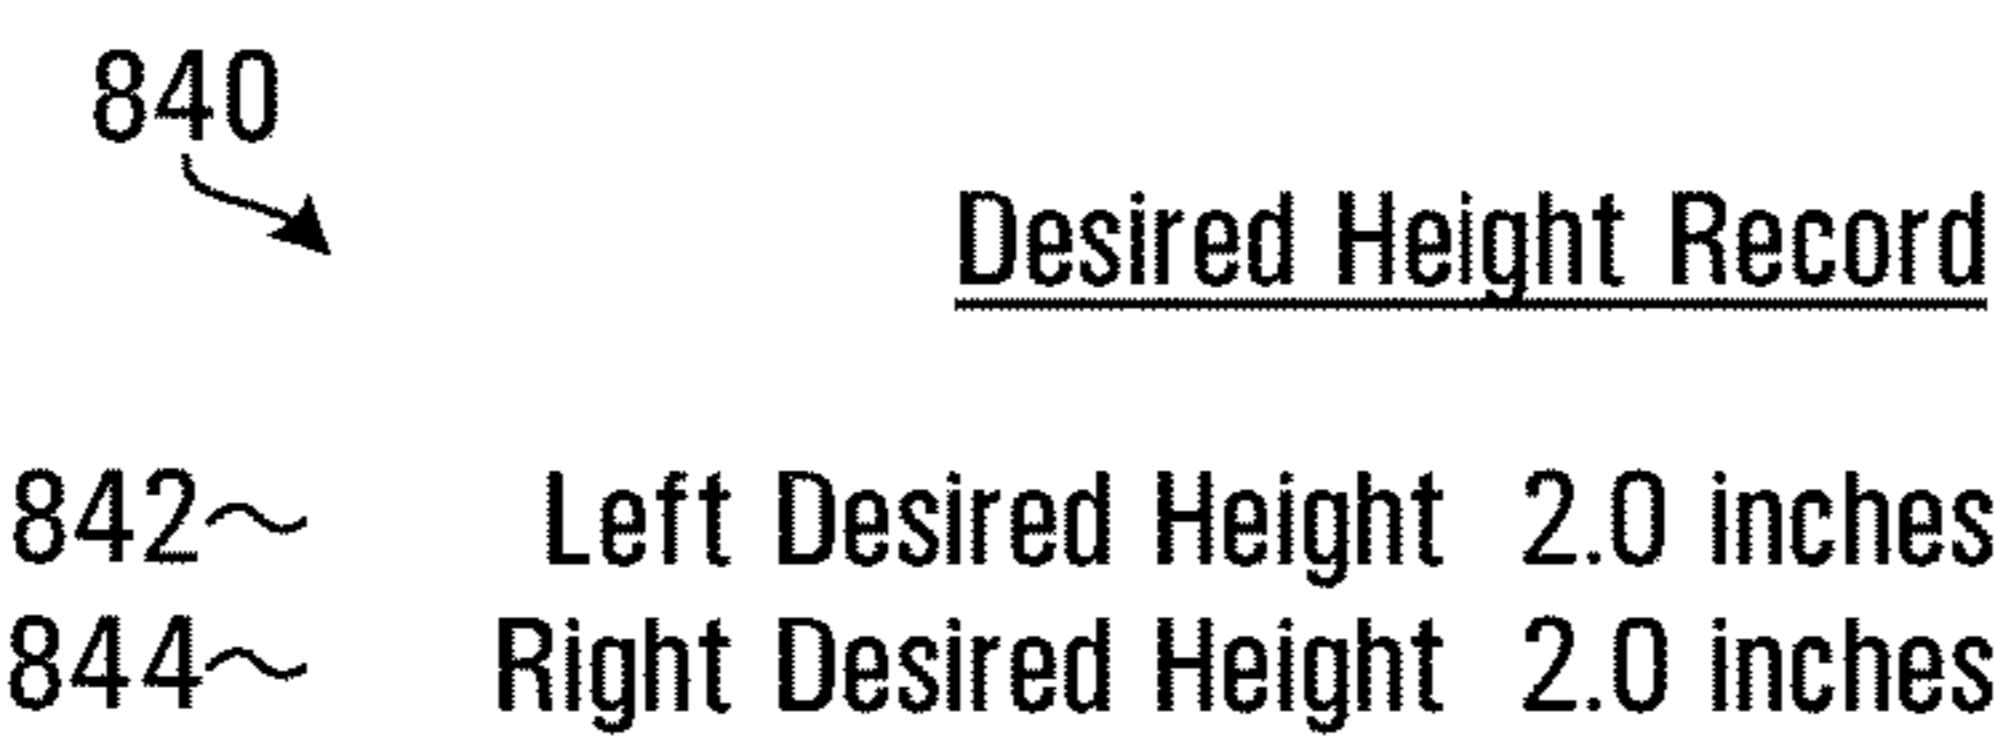 840
Desired Height Record
842~ Left Desired Height 2.0 inches
844~ Right Desired Height 2.0 inches